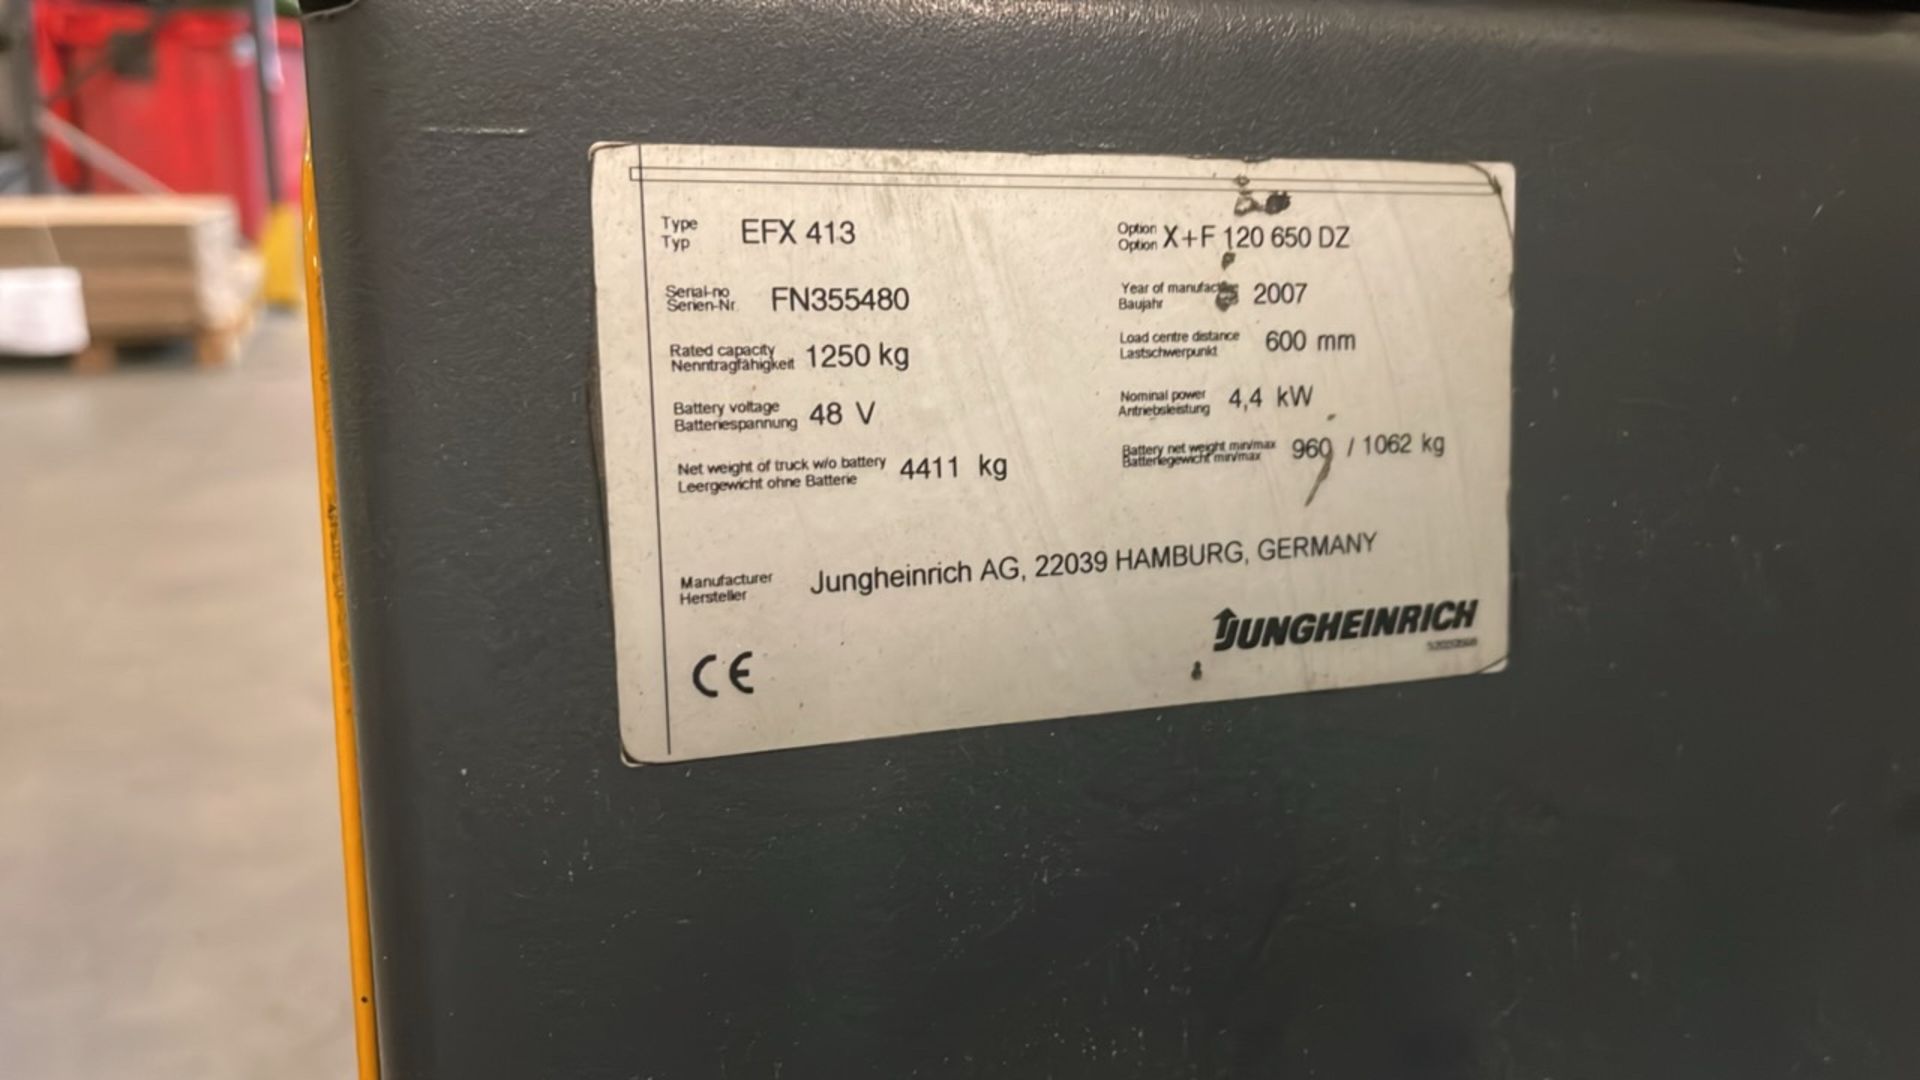 Type EFX 413 Option X+F 120 650 DZ
Typ Option
Serial-no FN355480 Year of manufacture 2007
Serien-Nr. Baujahr
Rated capacity 1250 kg Load centre distance 600 mm
Nenntragfähigkeit Lastschwerpunkt
Battery voltage 48 V Nominal power 4,4 kW
Batteriespannung Antriebsleistung
Net weight of truck w/o battery 4411 kg Battery net weight min/max 960 / 1062 kg
Leergewicht ohne Batterie Batteriegewicht min/max
Manufacturer Jungheinrich AG, 22039 HAMBURG, GERMANY
Hersteller
JUNGHEINRICH
CE